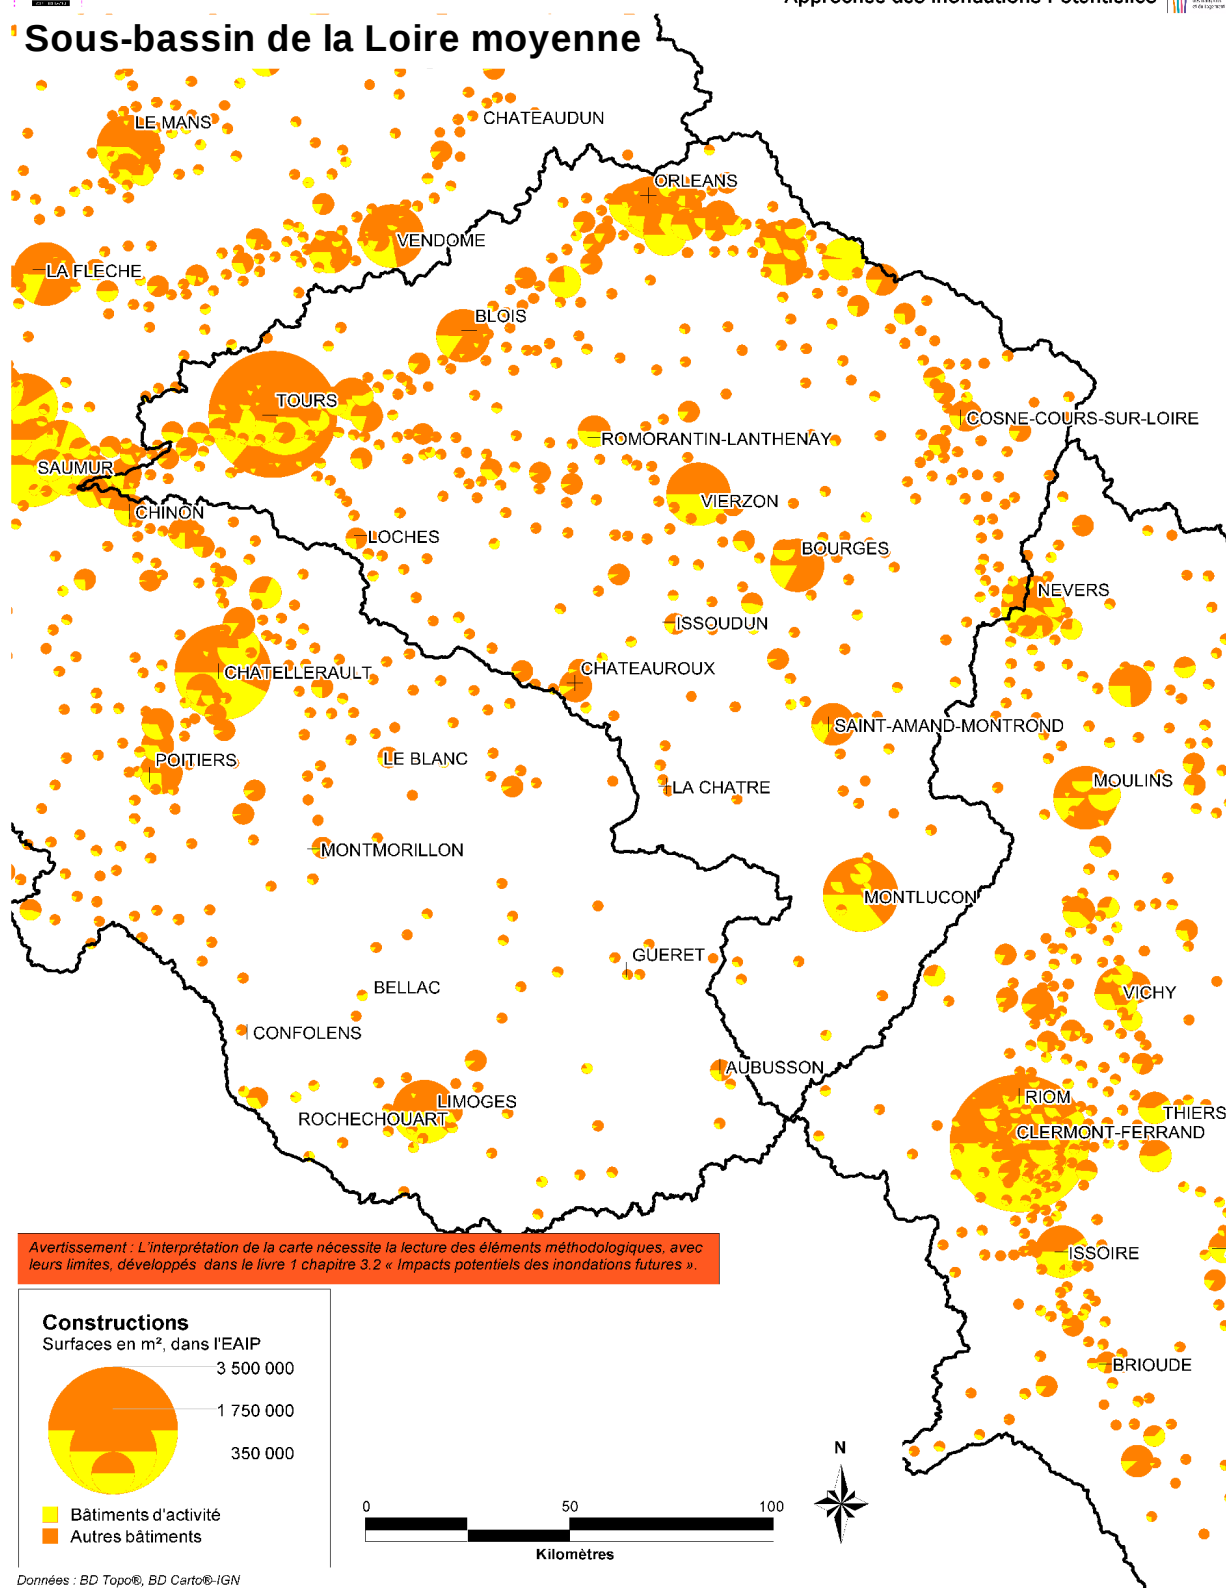 Approches des Inondations Potentielles
Sous-bassin de la Loire moyenne
LE MANS
CHATEAUDUN
ORLEANS
VENDOME
LA FLECHE
BLOIS
TOURS
COSNE-COURS-SUR-LOIRE
ROMORANTIN-LANTHENAY
SAUMUR
VIERZON
CHINON
LOCHES
BOURGES
NEVERS
ISSOUDUN
CHATELLERAULT
CHATEAUROUX
SAINT-AMAND-MONTROND
POITIERS
LE BLANC
MOULINS
LA CHATRE
MONTMORILLON
MONTLUCON
GUERET
BELLAC
VICHY
CONFOLENS
AUBUSSON
RIOM
LIMOGES
THIERS
ROCHECHOUART
CLERMONT-FERRAND
ISSOIRE
Avertissement : L'interprétation de la carte nécessite la lecture des éléments méthodologiques, avec
leurs limites, développés dans le livre 1 chapitre 3.2 « Impacts potentiels des inondations futures ».
Constructions
Surfaces en m², dans l'EAIP
3 500 000
1 750 000
350 000
BRIOUDE
N
Bâtiments d'activité
Autres bâtiments
0 50 100
Kilomètres
Données : BD Topo®, BD Carto®-IGN